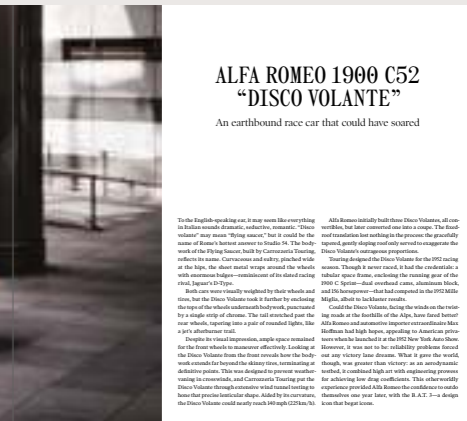 ALFA ROMEO 1900 C52
“DISCO VOLANTE”
An earthbound race car that could have soared
To the English-speaking ear, it may seem like everything
in Italian sounds dramatic, seductive, romantic. “Disco
volante” may mean “flying saucer,” but it could be the
name of Rome's hottest answer to Studio 54. The body-
work of the Flying Saucer, built by Carrozzeria Touring,
reflects its name. Curvaceous and sultry, pinched wide
at the hips, the sheet metal wraps around the wheels
with enormous bulges—reminiscent of its slated racing
rival, Jaguar's D-Type.
Both cars were visually weighted by their wheels and
tires, but the Disco Volante took it further by enclosing
the tops of the wheels underneath bodywork, punctuated
by a single strip of chrome. The tail stretched past the
rear wheels, tapering into a pair of rounded lights, like
a jet's afterburner trail.
Despite its visual impression, ample space remained
for the front wheels to maneuver effectively. Looking at
the Disco Volante from the front reveals how the body-
work extends far beyond the skinny tires, terminating at
definitive points. This was designed to prevent weather-
vaning in crosswinds, and Carrozzeria Touring put the
Disco Volante through extensive wind tunnel testing to
hone that precise lenticular shape. Aided by its curvature,
the Disco Volante could nearly reach 140 mph (225 km/h).
Alfa Romeo initially built three Disco Volantes, all con-
vertibles, but later converted one into a coupe. The fixed-
roof translation lost nothing in the process: the gracefully
tapered, gently sloping roof only served to exaggerate the
Disco Volante's outrageous proportions.
Touring designed the Disco Volante for the 1952 racing
season. Though it never raced, it had the credentials: a
tubular space frame, enclosing the running gear of the
1900 C Sprint—dual overhead cams, aluminum block,
and 156 horsepower—that had competed in the 1952 Mille
Miglia, albeit to lackluster results.
Could the Disco Volante, facing the winds on the twist-
ing roads at the foothills of the Alps, have fared better?
Alfa Romeo and automotive importer extraordinaire Max
Hoffman had high hopes, appealing to American priva-
teers when he launched it at the 1952 New York Auto Show.
However, it was not to be: reliability problems forced
out any victory lane dreams. What it gave the world,
though, was greater than victory: as an aerodynamic
testbed, it combined high art with engineering prowess
for achieving low drag coefficients. This otherworldly
experience provided Alfa Romeo the confidence to outdo
themselves one year later, with the B.A.T. 3—a design
icon that begat icons.